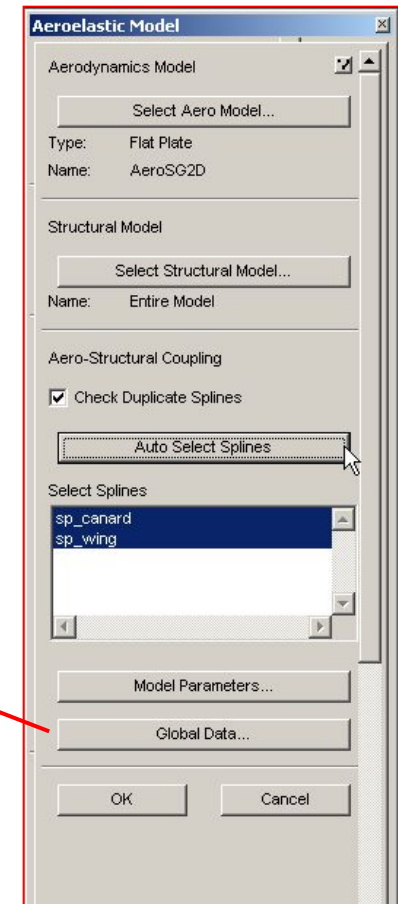 Aeroelastic Model
Aerodynamics Model
Select Aero Model...
Type: Flat Plate
Name: AeroSG2D
Structural Model
Select Structural Model...
Name: Entire Model
Aero-Structural Coupling
Check Duplicate Splines
Auto Select Splines
Select Splines
sp_canard
sp_wing
Model Parameters...
Global Data...
OK Cancel